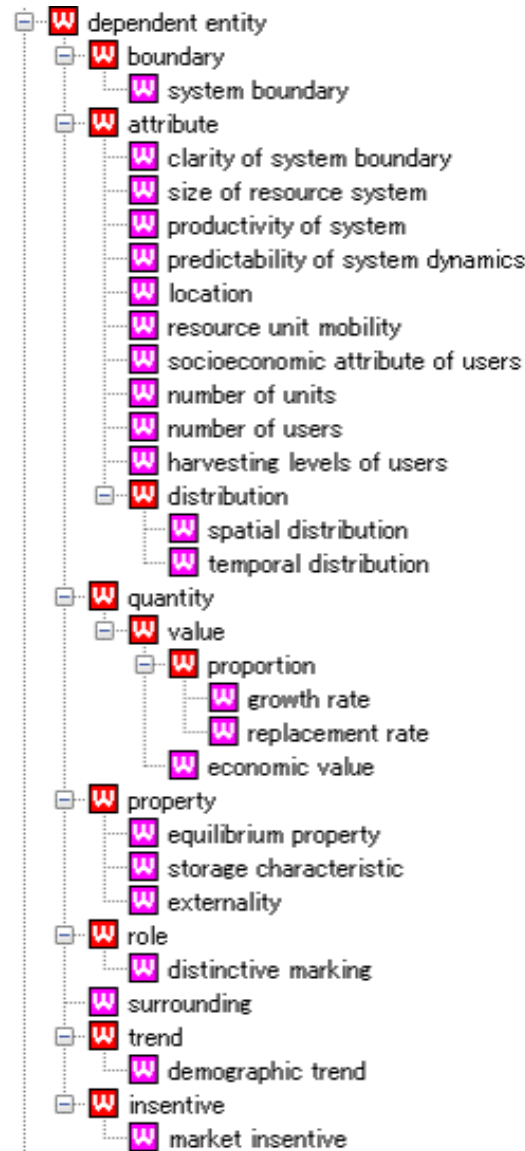 dependent entity
boundary
system boundary
attribute
clarity of system boundary
size of resource system
productivity of system
predictability of system dynamics
location
resource unit mobility
socioeconomic attribute of users
number of units
number of users
harvesting levels of users
distribution
spatial distribution
temporal distribution
quantity
value
proportion
growth rate
replacement rate
economic value
property
equilibrium property
storage characteristic
externality
role
distinctive marking
surrounding
trend
demographic trend
insentive
market insentive